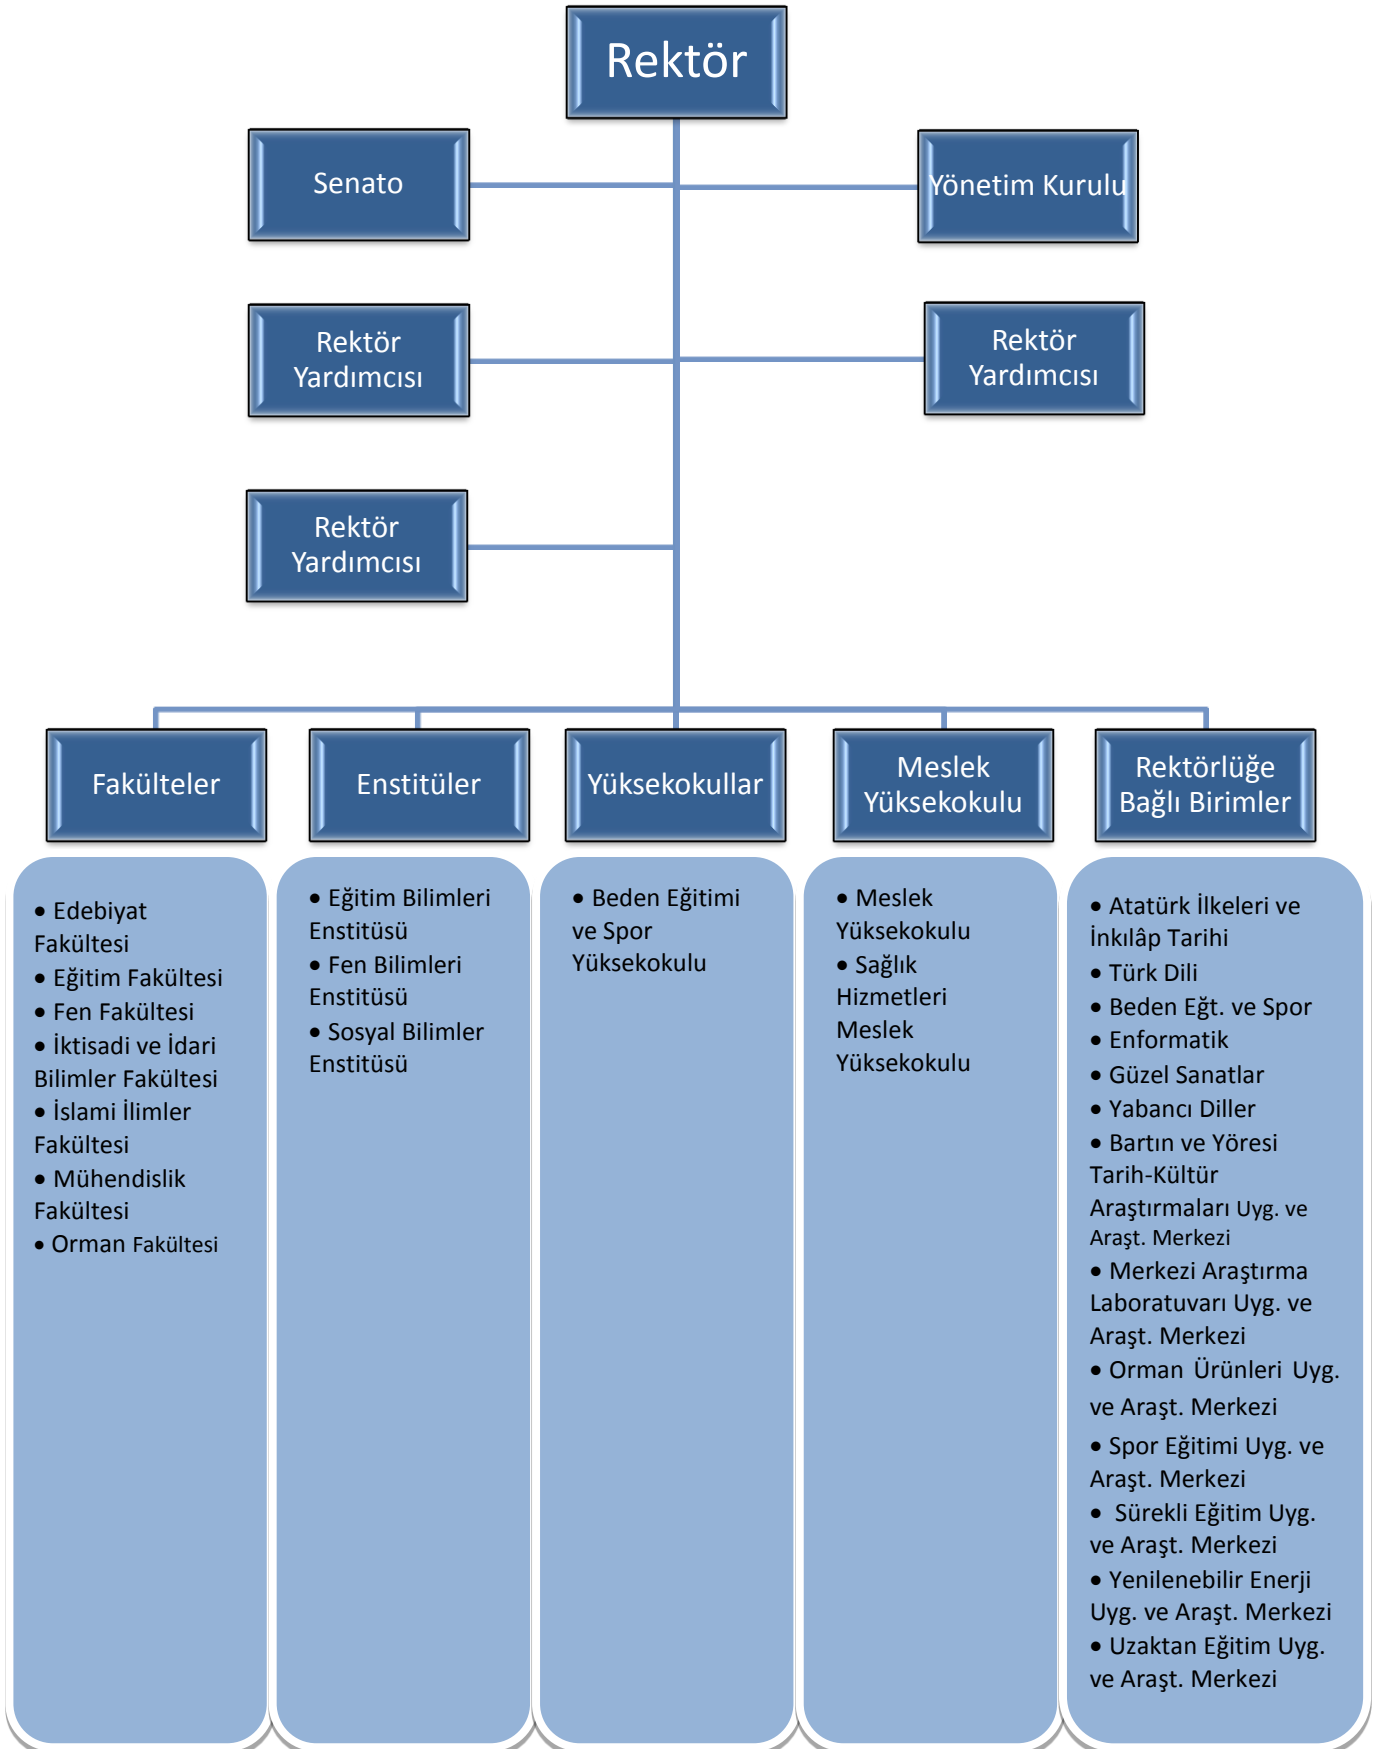 Rektör
Senato
Yönetim Kurulu
Rektör
Yardımcısı
Rektör
Yardımcısı
Rektör
Yardımcısı
Fakülteler
Enstitüler
Yüksekokullar
Meslek
Yüksekokulu
Rektörlüğe
Bağlı Birimler
• Edebiyat
Fakültesi
• Eğitim Fakültesi
• Fen Fakültesi
• İktisadi ve İdari
Bilimler Fakültesi
• İslami İlimler
Fakültesi
• Mühendislik
Fakültesi
• Orman Fakültesi
• Eğitim Bilimleri
Enstitüsü
• Fen Bilimleri
Enstitüsü
• Sosyal Bilimler
Enstitüsü
• Beden Eğitimi
ve Spor
Yüksekokulu
• Meslek
Yüksekokulu
• Sağlık
Hizmetleri
Meslek
Yüksekokulu
• Atatürk İlkeleri ve
İnkılâp Tarihi
• Türk Dili
• Beden Eğt. ve Spor
• Enformatik
• Güzel Sanatlar
• Yabancı Diller
• Bartın ve Yöresi
Tarih-Kültür
Araştırmaları Uyg. ve
Araşt. Merkezi
• Merkezi Araştırma
Laboratuvarı Uyg. ve
Araşt. Merkezi
• Orman Ürünleri Uyg.
ve Araşt. Merkezi
• Spor Eğitimi Uyg. ve
Araşt. Merkezi
• Sürekli Eğitim Uyg.
ve Araşt. Merkezi
• Yenilenebilir Enerji
Uyg. ve Araşt. Merkezi
• Uzaktan Eğitim Uyg.
ve Araşt. Merkezi